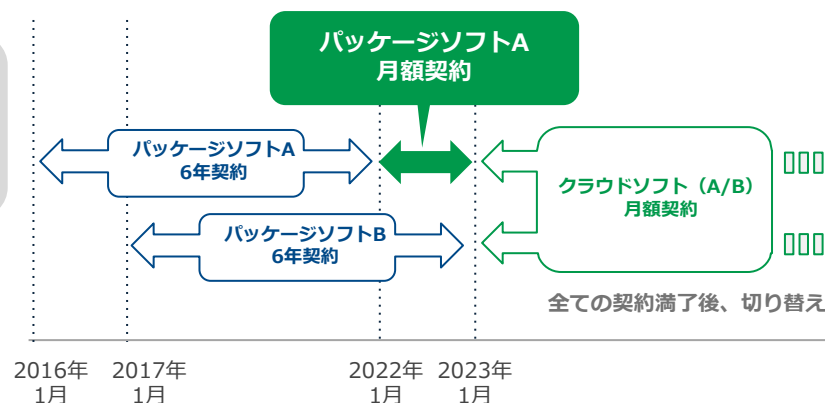 パッケージソフトA
月額契約
パッケージソフトA
6年契約
クラウドソフト（A/B）
月額契約
パッケージソフトB
6年契約
全ての契約満了後、切り替え
2016年
1月
2017年
1月
2022年
1月
2023年
1月